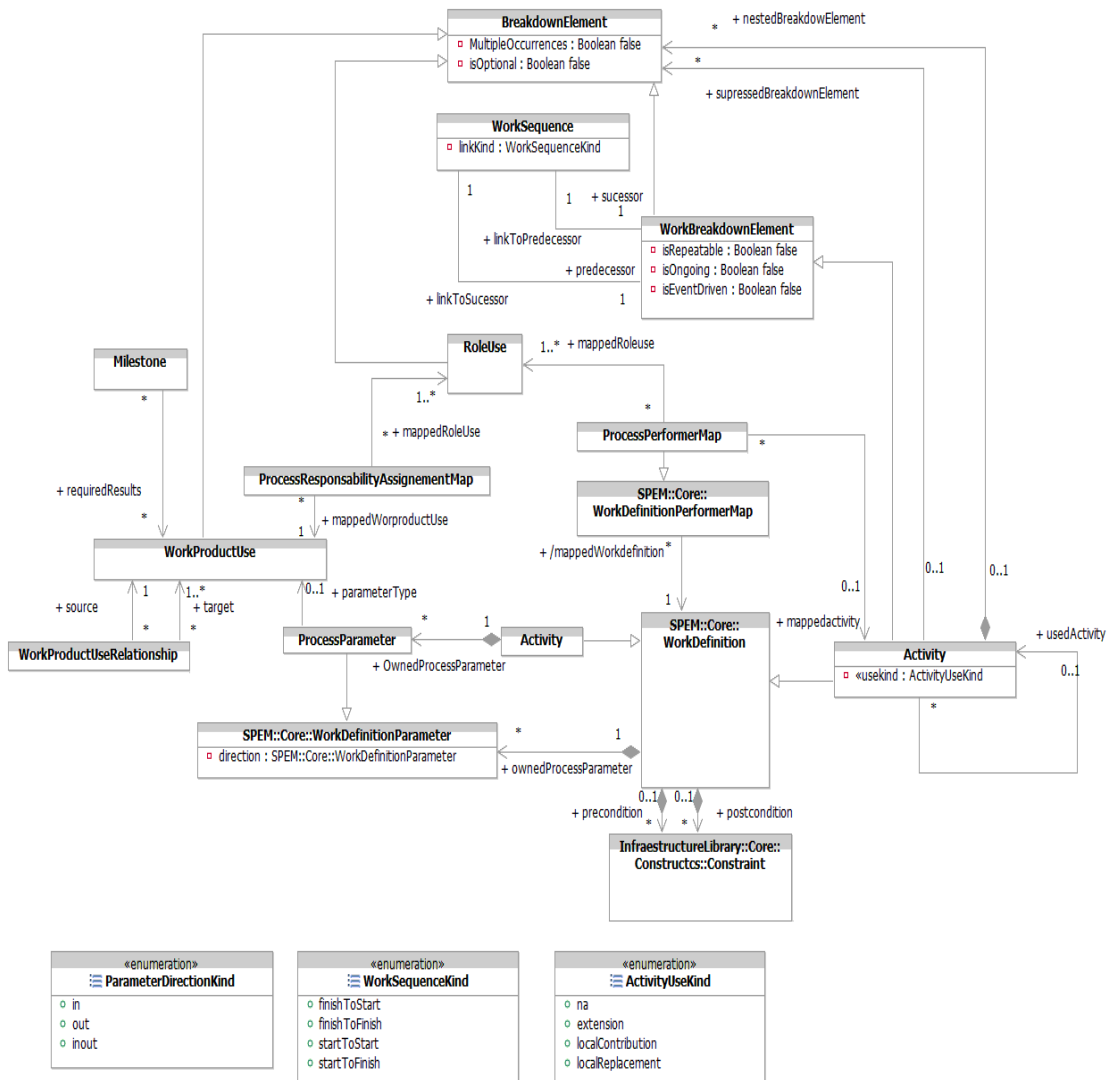 BreakdownElement
MultipleOccurrences : Boolean false
isOptional : Boolean false
*
+ nestedBreakdowElement
*
+ supressedBreakdownElement
WorkSequence
linkKind : WorkSequenceKind
1
1
+ sucessor
1
+ linkToPredecessor
+ predecessor
+ linkToSucessor
1
WorkBreakdownElement
isRepeatable : Boolean false
isOngoing : Boolean false
isEventDriven : Boolean false
RoleUse
1..*
+ mappedRoleuse
1..*
*
+ mappedRoleUse
*
Milestone
*
+ requiredResults
*
ProcessPerformerMap
*
ProcessResponsabilityAssignementMap
*
+ mappedWorproductUse
1
SPEM::Core::
WorkDefinitionPerformerMap
*
+ /mappedWorkdefinition
1
WorkProductUse
1
+ source
*
1..*
+ target
*
0..1
+ parameterType
WorkProductUseRelationship
ProcessParameter
*
1
+ OwnedProcessParameter
Activity
SPEM::Core::
WorkDefinition
0..1
+ mappedactivity
0..1
0..1
Activity
«usekind : ActivityUseKind
+ usedActivity
0..1
*
SPEM::Core::WorkDefinitionParameter
direction : SPEM::Core::WorkDefinitionParameter
*
1
+ ownedProcessParameter
0..1
0..1
+ precondition
*
*
+ postcondition
InfraestructureLibrary::Core::
Constructcs::Constraint
«enumeration»
ParameterDirectionKind
in
out
inout
«enumeration»
WorkSequenceKind
finishToStart
finishToFinish
startToStart
startToFinish
«enumeration»
ActivityUseKind
na
extension
localContribution
localReplacement